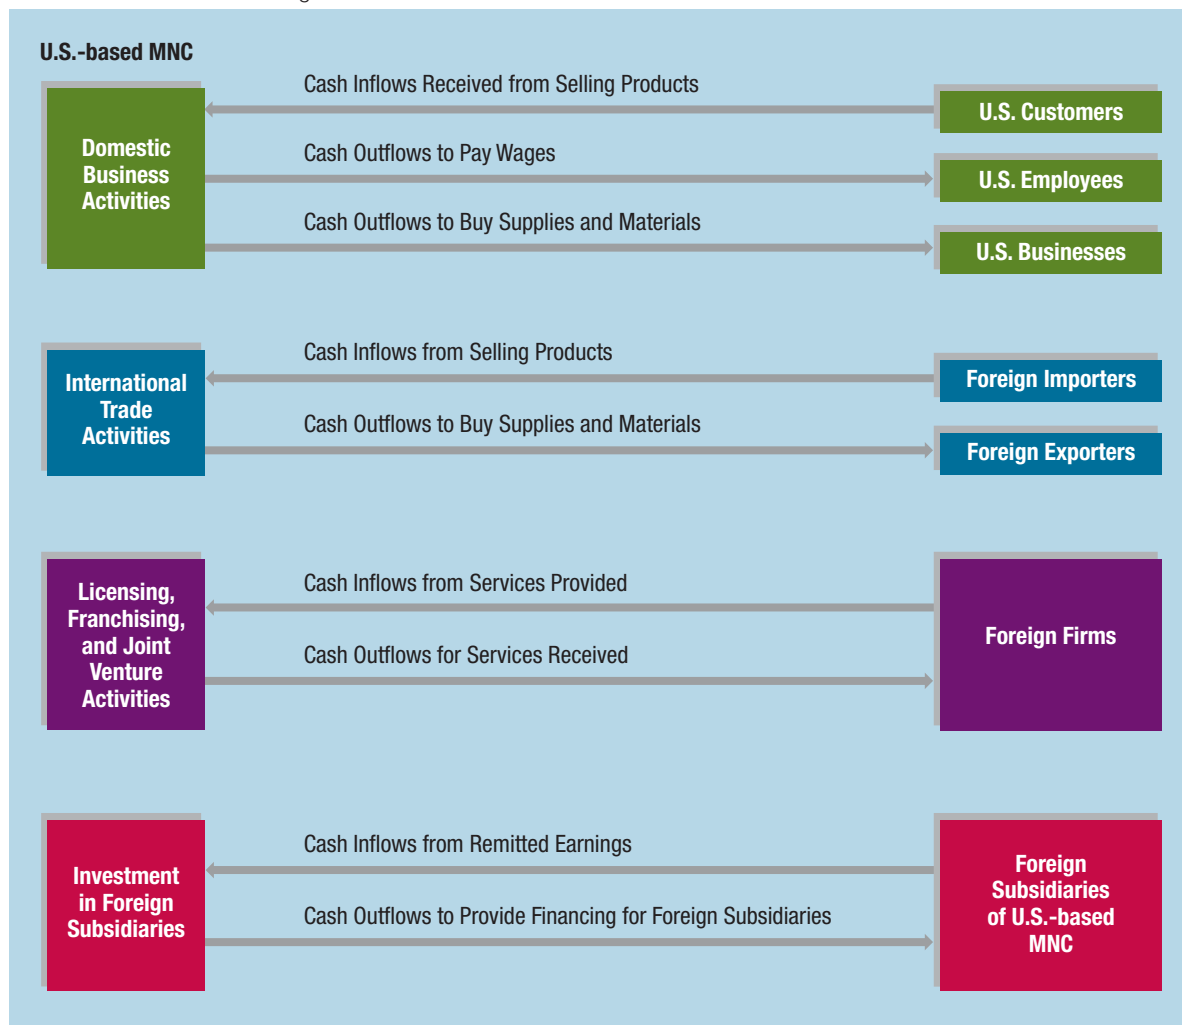 U.S.-based MNC
Domestic
Business
Activities
Cash Inflows Received from Selling Products
U.S. Customers
Cash Outflows to Pay Wages
U.S. Employees
Cash Outflows to Buy Supplies and Materials
U.S. Businesses
International
Trade
Activities
Cash Inflows from Selling Products
Foreign Importers
Cash Outflows to Buy Supplies and Materials
Foreign Exporters
Licensing,
Franchising,
and Joint
Venture
Activities
Cash Inflows from Services Provided
Cash Outflows for Services Received
Foreign Firms
Investment
in Foreign
Subsidiaries
Cash Inflows from Remitted Earnings
Cash Outflows to Provide Financing for Foreign Subsidiaries
Foreign
Subsidiaries
of U.S.-based
MNC